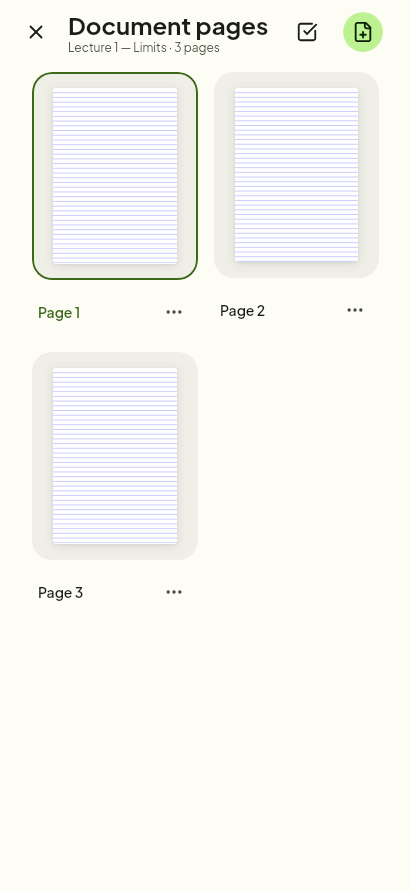 Document pages
Lecture 1 — Limits · 3 pages
Page 1
Page 2
Page 3